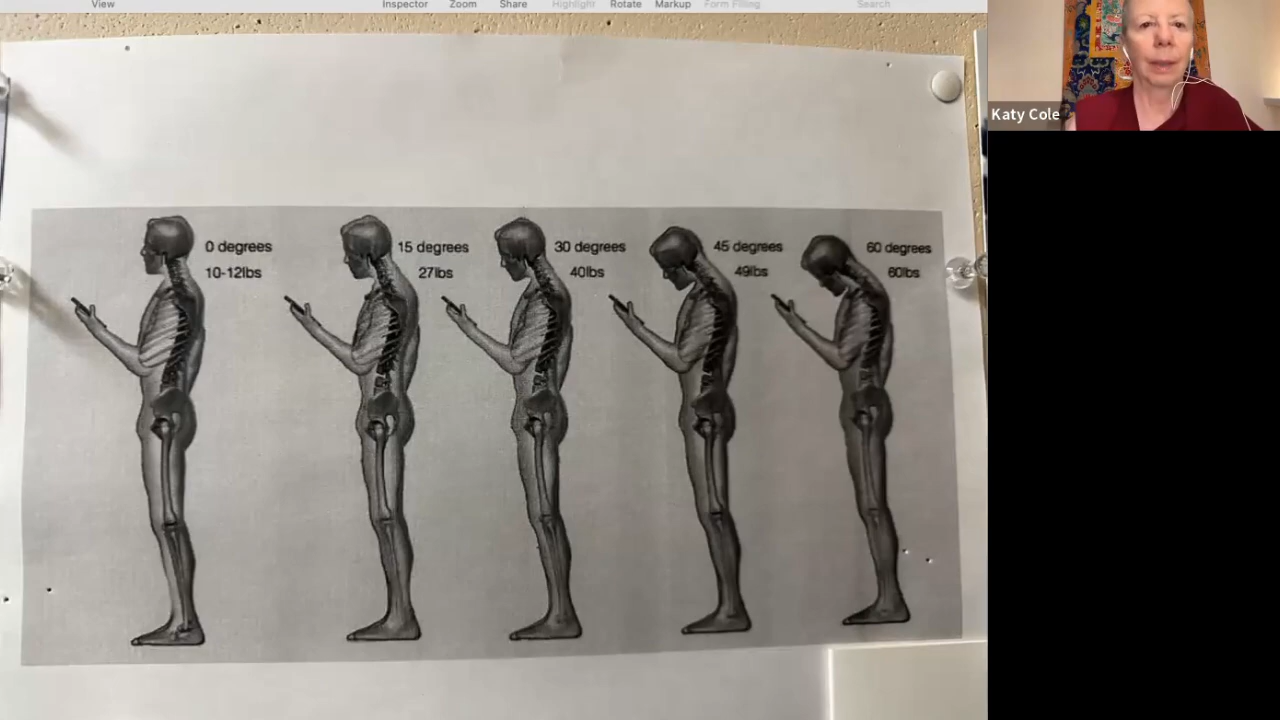 View Inspector Zoom Share Highlight Rotate Markup Form Filling Search
Katy Cole
0 degrees
10-12lbs
15 degrees
27lbs
30 degrees
40lbs
45 degrees
49lbs
60 degrees
60lbs